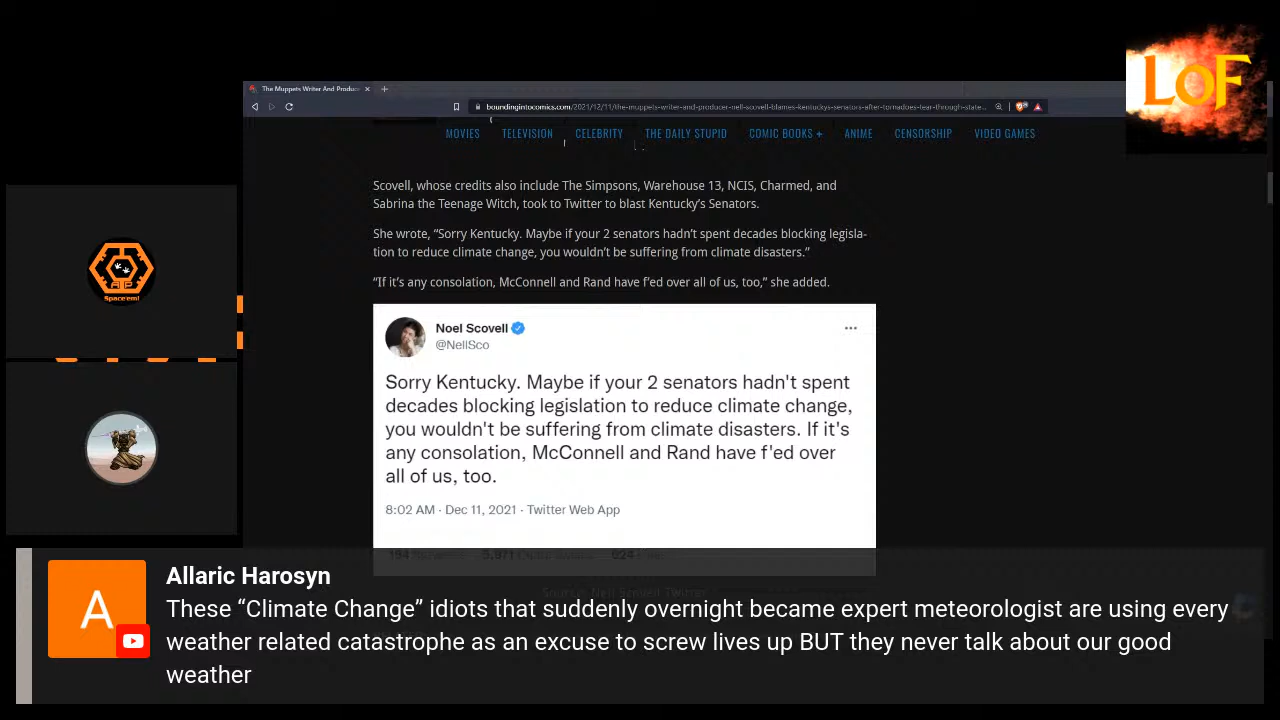 LOF
The Muppets Writer And Produc
boundingintocomics.com/2021/12/11/the-muppets-writer-and-producer-nell-scovell-blames-kentuckys-senators-after-tornadoes-tear-through-state...
MOVIES TELEVISION CELEBRITY THE DAILY STUPID COMIC BOOKS + ANIME CENSORSHIP VIDEO GAMES
Scovell, whose credits also include The Simpsons, Warehouse 13, NCIS, Charmed, and
Sabrina the Teenage Witch, took to Twitter to blast Kentucky’s Senators.
She wrote, “Sorry Kentucky. Maybe if your 2 senators hadn’t spent decades blocking legisla-
tion to reduce climate change, you wouldn’t be suffering from climate disasters.”
“If it’s any consolation, McConnell and Rand have f’ed over all of us, too,” she added.
Space'em!
Noel Scovell
@NellSco
Sorry Kentucky. Maybe if your 2 senators hadn't spent
decades blocking legislation to reduce climate change,
you wouldn't be suffering from climate disasters. If it's
any consolation, McConnell and Rand have f'ed over
all of us, too.
8:02 AM · Dec 11, 2021 · Twitter Web App
A
Allaric Harosyn
These “Climate Change” idiots that suddenly overnight became expert meteorologist are using every
weather related catastrophe as an excuse to screw lives up BUT they never talk about our good
weather